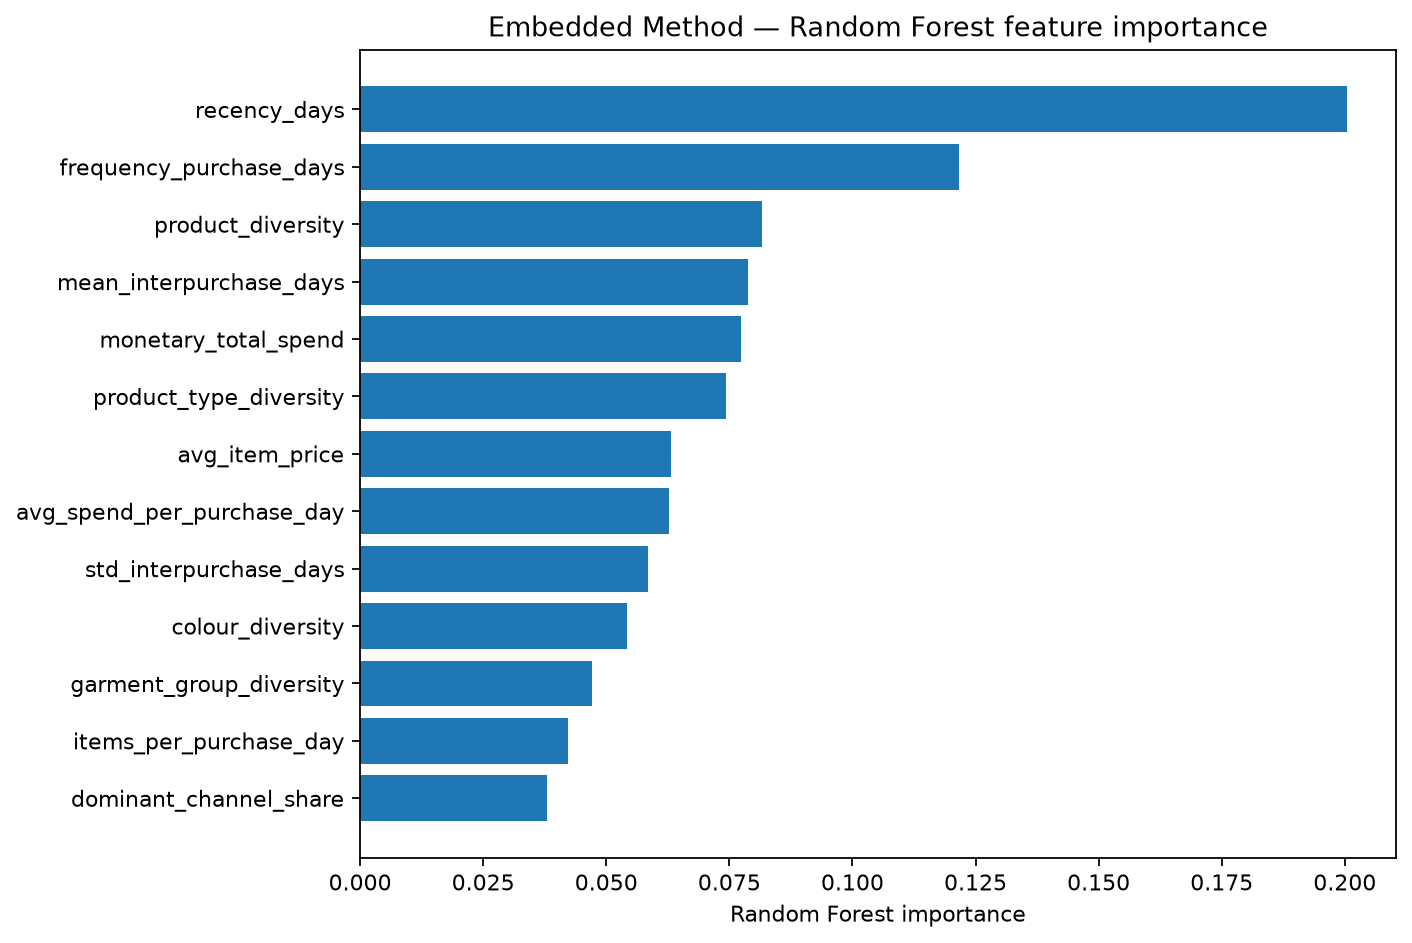 Embedded Method — Random Forest feature importance
recency_days
frequency_purchase_days
product_diversity
mean_interpurchase_days
monetary_total_spend
product_type_diversity
avg_item_price
avg_spend_per_purchase_day
std_interpurchase_days
colour_diversity
garment_group_diversity
items_per_purchase_day
dominant_channel_share
0.000 0.025 0.050 0.075 0.100 0.125 0.150 0.175 0.200
Random Forest importance